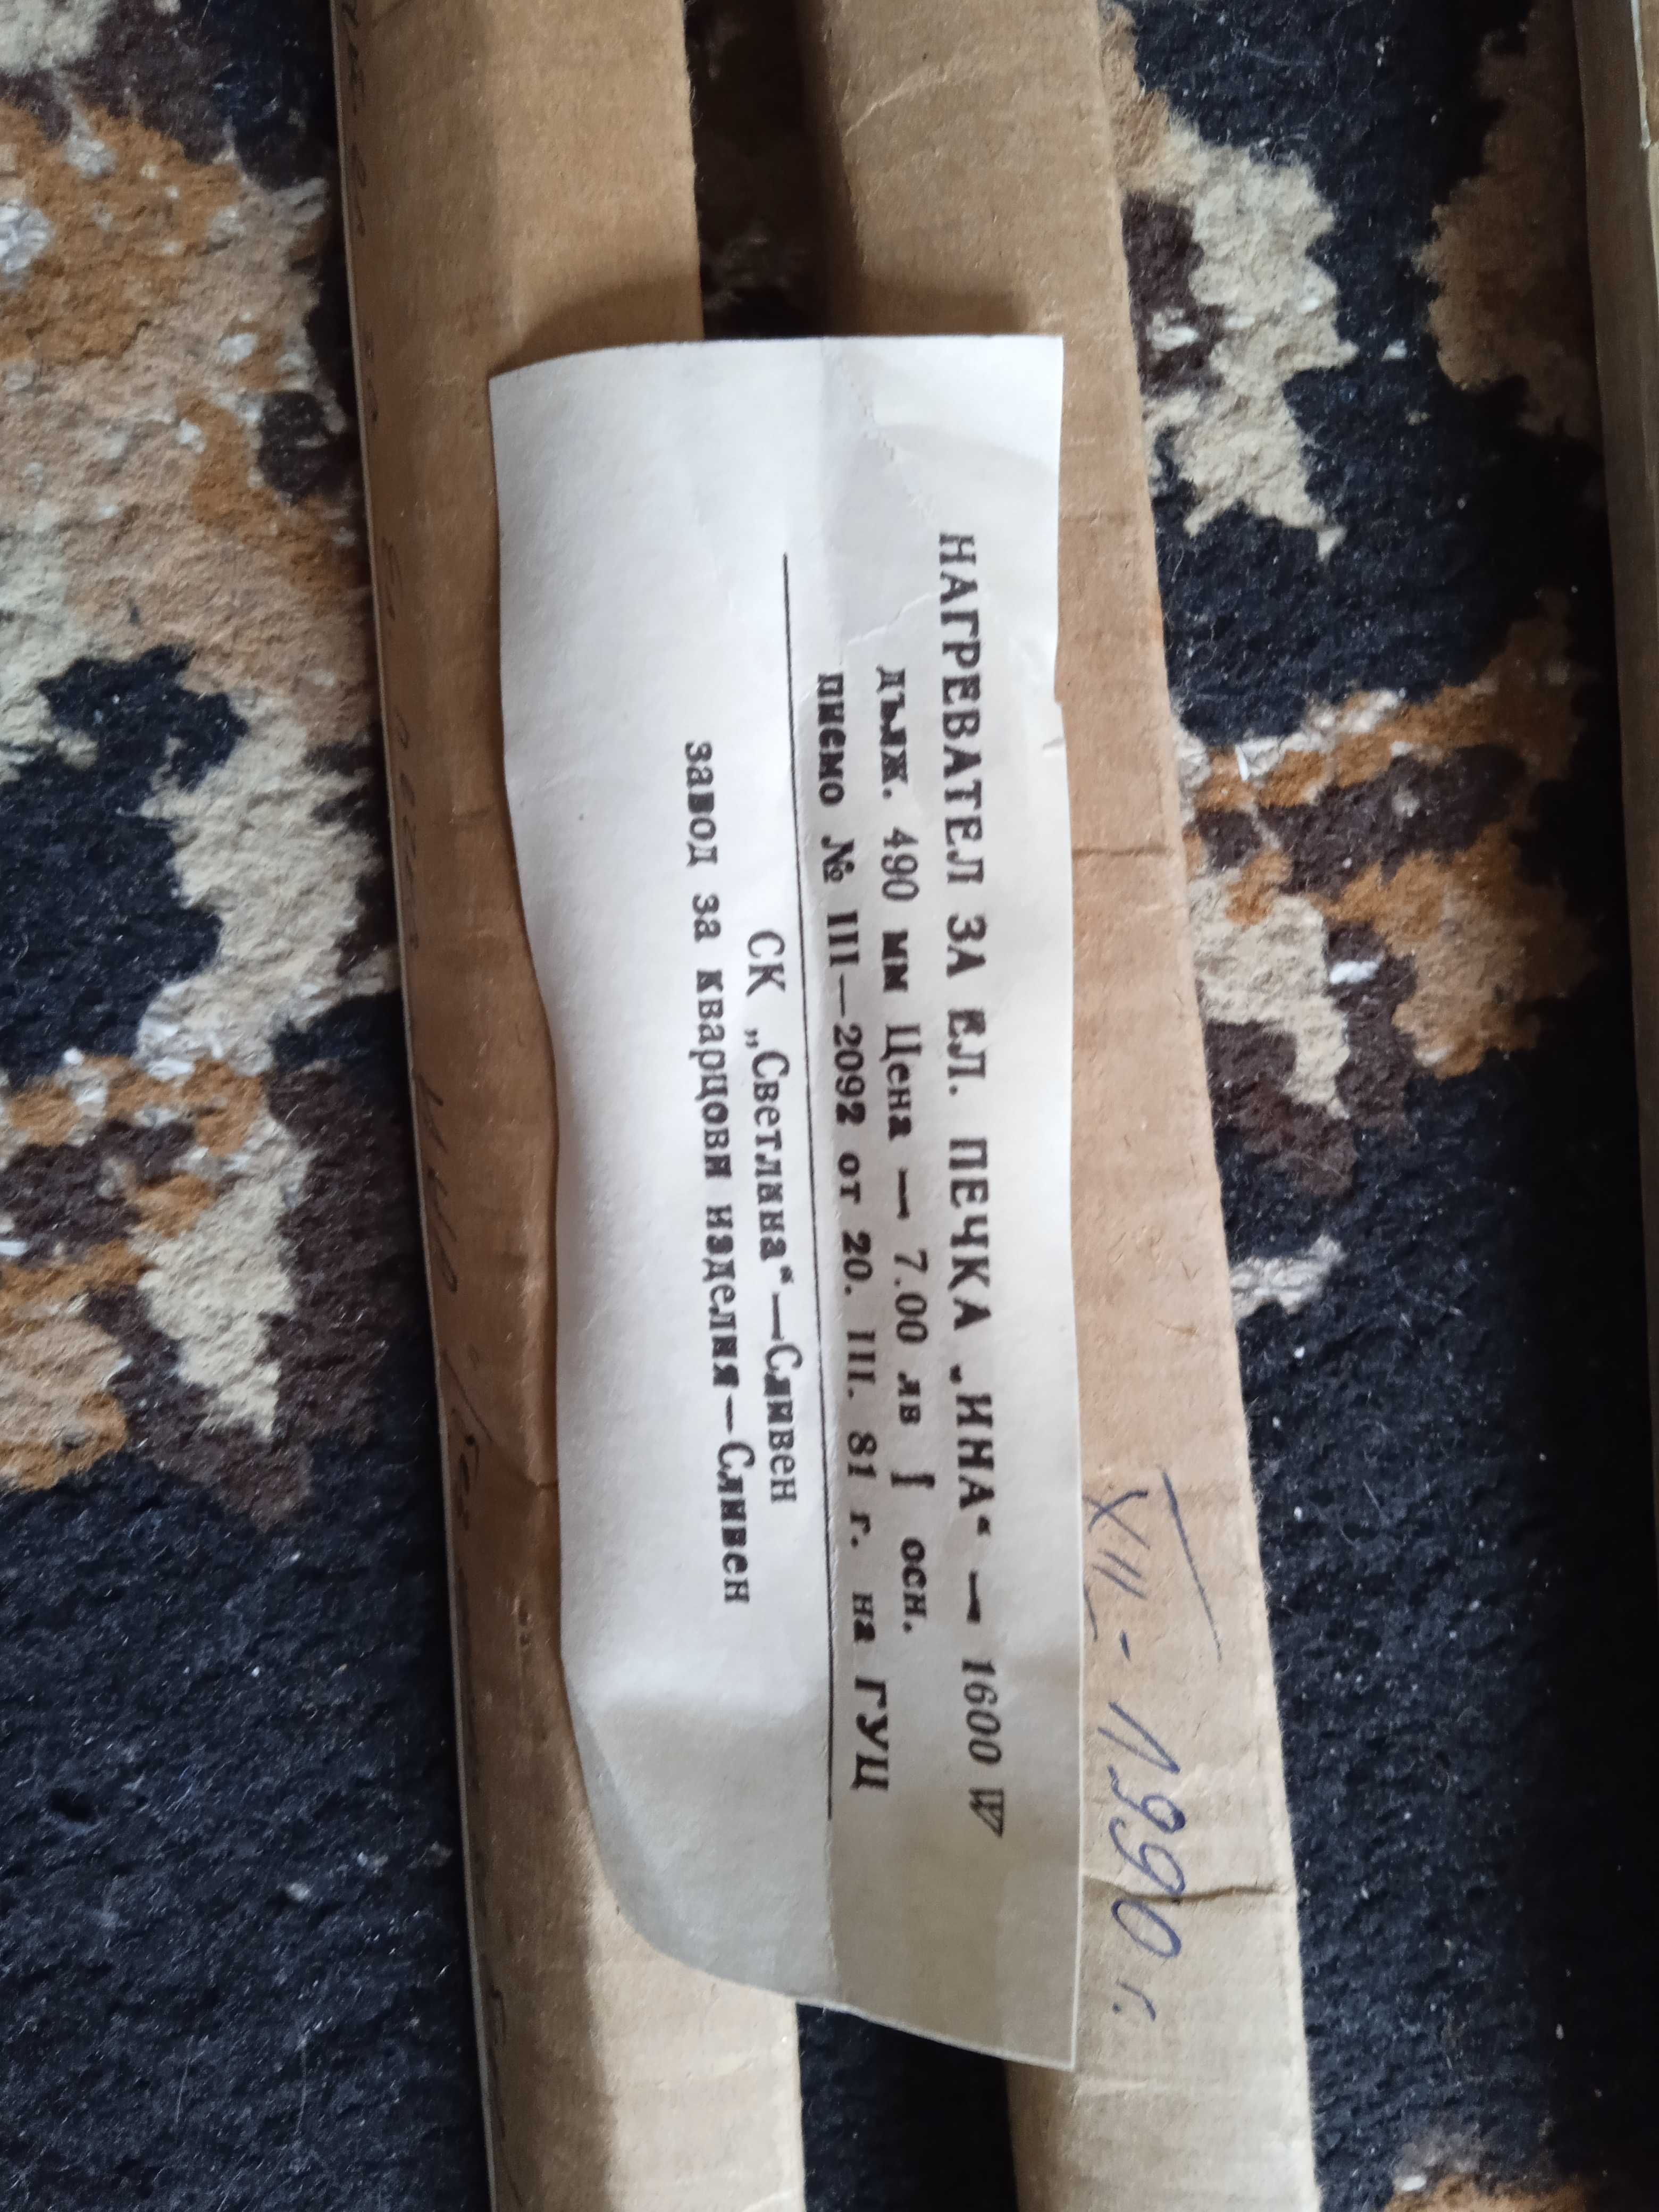 НАГРЕВАТЕЛ ЗА ЕЛ. ПЕЧКА „ИНА“ — 1600 W
дълж. 490 мм Цена — 7.00 лв I осн.
писмо № III—2092 от 20. III. 81 г. на ГУЦ
СК „Светлина“—Сливен
завод за кварцови изделия—Сливен
XII - 1990 г.